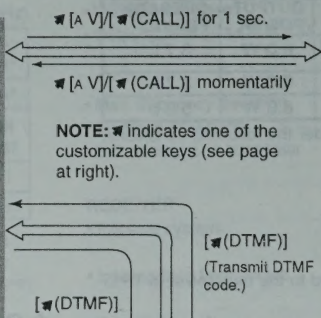 [A V]/[(CALL)] for 1 sec.
[A V]/[(CALL)] momentarily
NOTE: indicates one of the
customizable keys (see page
at right).
[(DTMF)]
(Transmit DTMF
code.)
[(DTMF)]